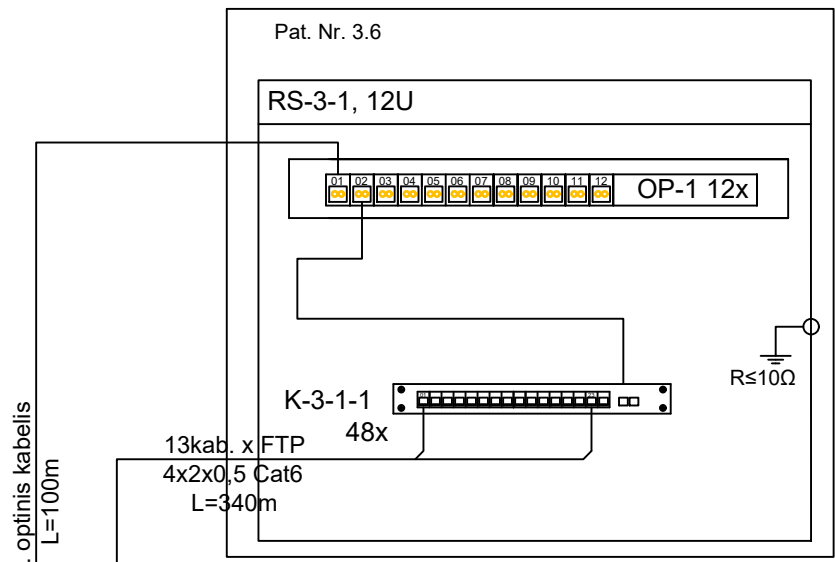 Pat. Nr. 3.6
RS-3-1, 12U
01 02 03 04 05 06 07 08 09 10 11 12
OP-1 12x
R≤10Ω
K-3-1-1
48x
13kab. x FTP
4x2x0,5 Cat6
L=340m
optinis kabelis
L=100m